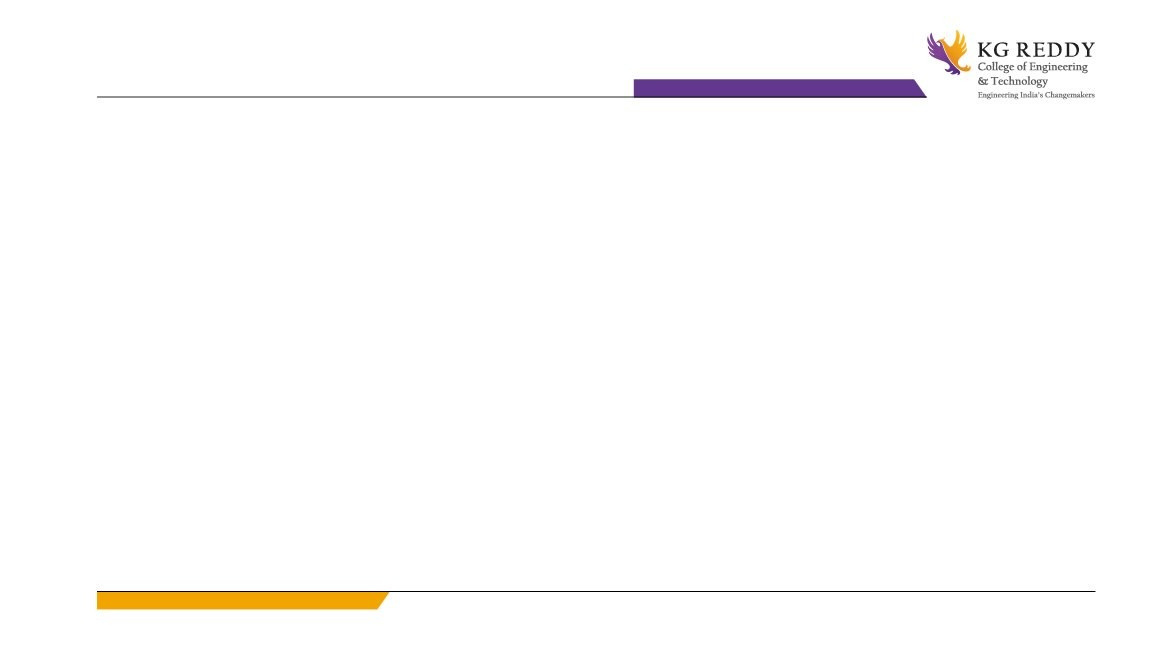 KG REDDY
College of Engineering
& Technology
Engineering India's Changemakers